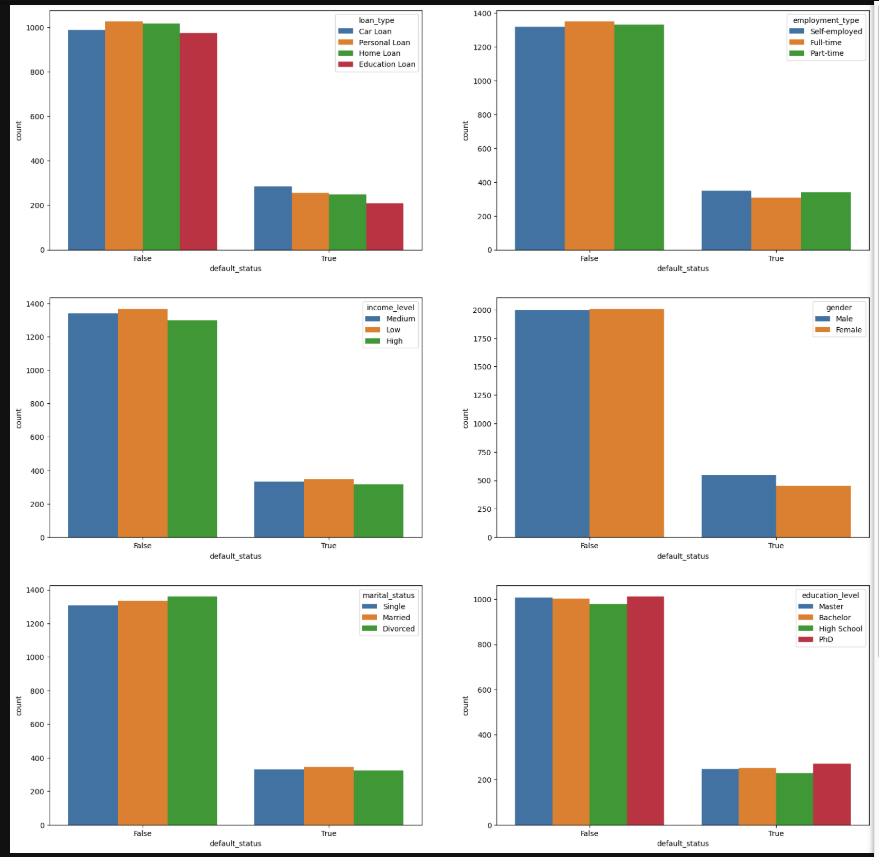 loan_type
Car Loan
Personal Loan
Home Loan
Education Loan
1000
800
600
400
200
0
count
False
True
default_status
employment_type
Self-employed
Full-time
Part-time
1400
1200
1000
800
600
400
200
0
count
False
True
default_status
income_level
Medium
Low
High
1400
1200
1000
800
600
400
200
0
count
False
True
default_status
gender
Male
Female
2000
1750
1500
1250
1000
750
500
250
0
count
False
True
default_status
marital_status
Single
Married
Divorced
1400
1200
1000
800
600
400
200
0
count
False
True
default_status
education_level
Master
Bachelor
High School
PhD
1000
800
600
400
200
0
count
False
True
default_status